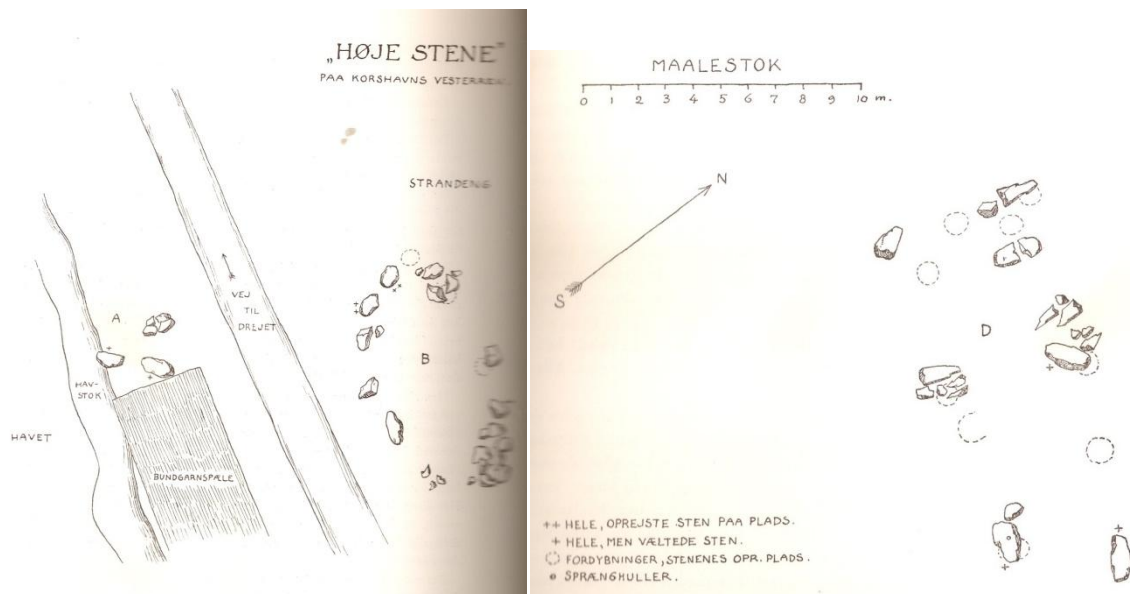 „HØJE STENE"
PAA KORSHAVNS VESTERREV.
STRANDENG
VEJ
TIL
DREJET
A
B
HAV-
STOK
HAVET
BUNDGARNSPÆLE
MAALESTOK
0 1 2 3 4 5 6 7 8 9 10 m.
N
S
D
++ HELE, OPREJSTE STEN PAA PLADS.
+ HELE, MEN VÆLTEDE STEN.
FORDYBNINGER, STENENES OPR. PLADS.
SPRÆNGHULLER.